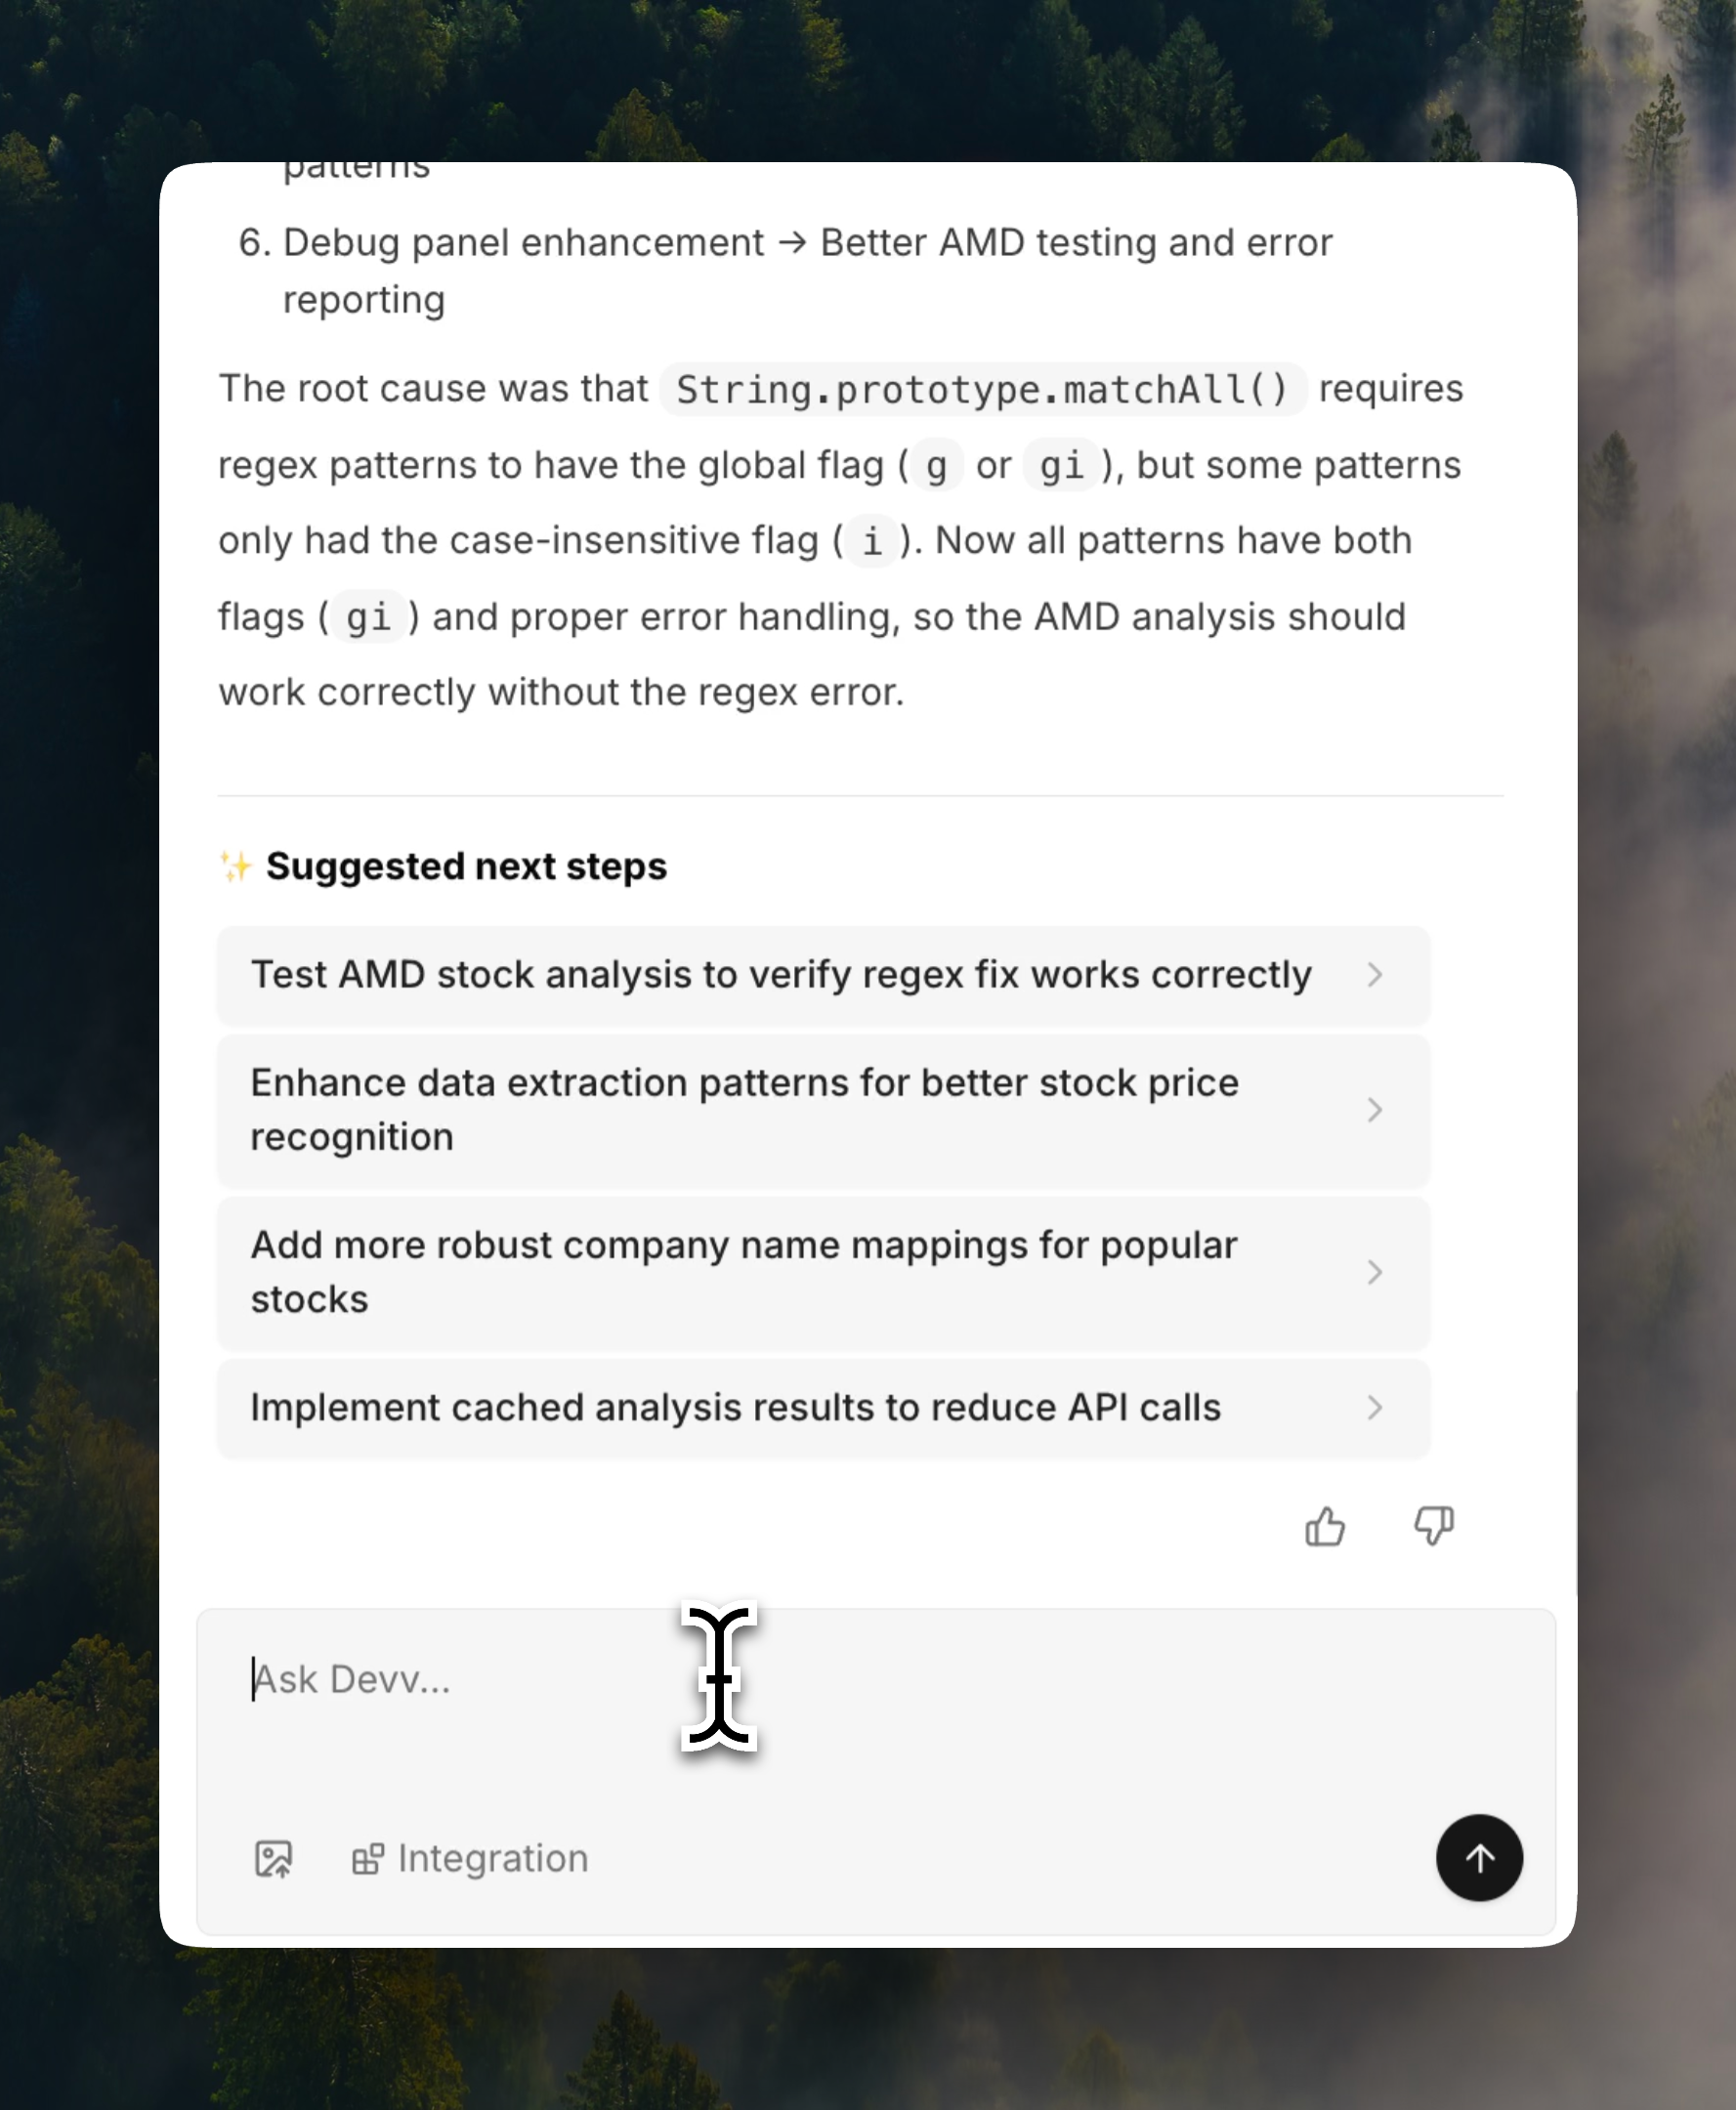 patterns
6. Debug panel enhancement → Better AMD testing and error
reporting
The root cause was that String.prototype.matchAll() requires
regex patterns to have the global flag ( g or gi ), but some patterns
only had the case-insensitive flag ( i ). Now all patterns have both
flags ( gi ) and proper error handling, so the AMD analysis should
work correctly without the regex error.
✨ Suggested next steps
Test AMD stock analysis to verify regex fix works correctly
Enhance data extraction patterns for better stock price
recognition
Add more robust company name mappings for popular
stocks
Implement cached analysis results to reduce API calls
Ask Devv...
Integration